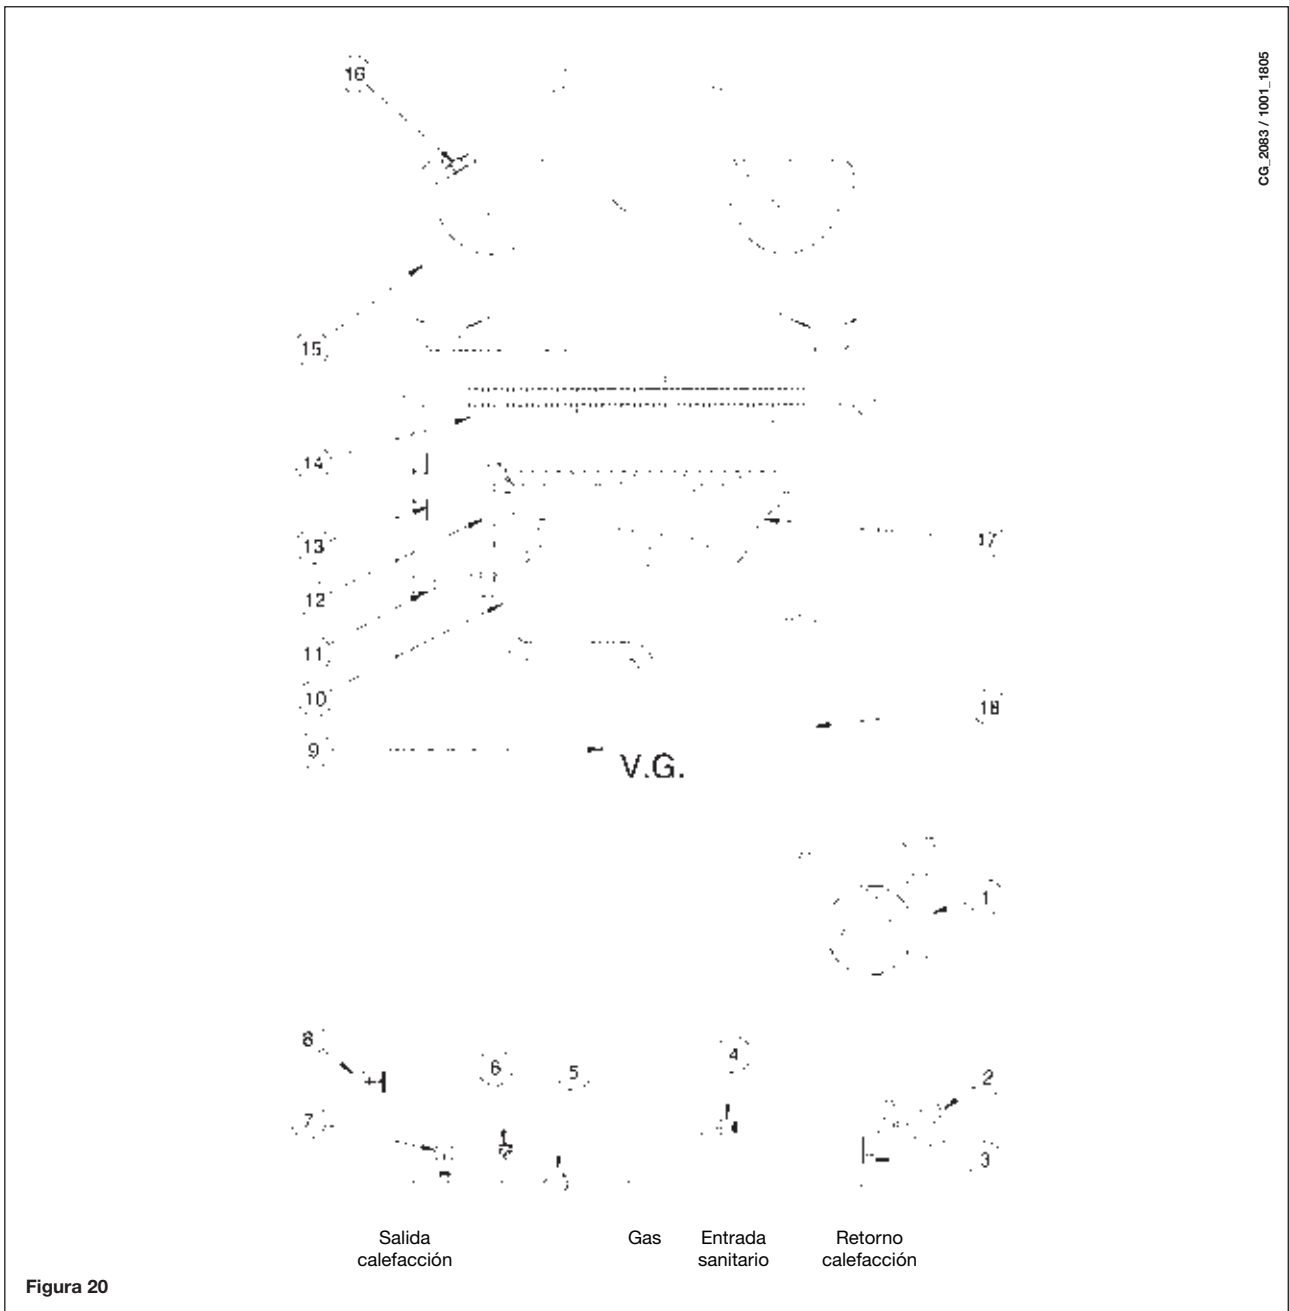 CG_2083 / 1001_1805
16
15
14
13
12
11
10
9
V.G.
17
18
1
8
6
5
4
2
7
3
Salida
calefacción
Gas
Entrada
sanitario
Retorno
calefacción
Figura 20